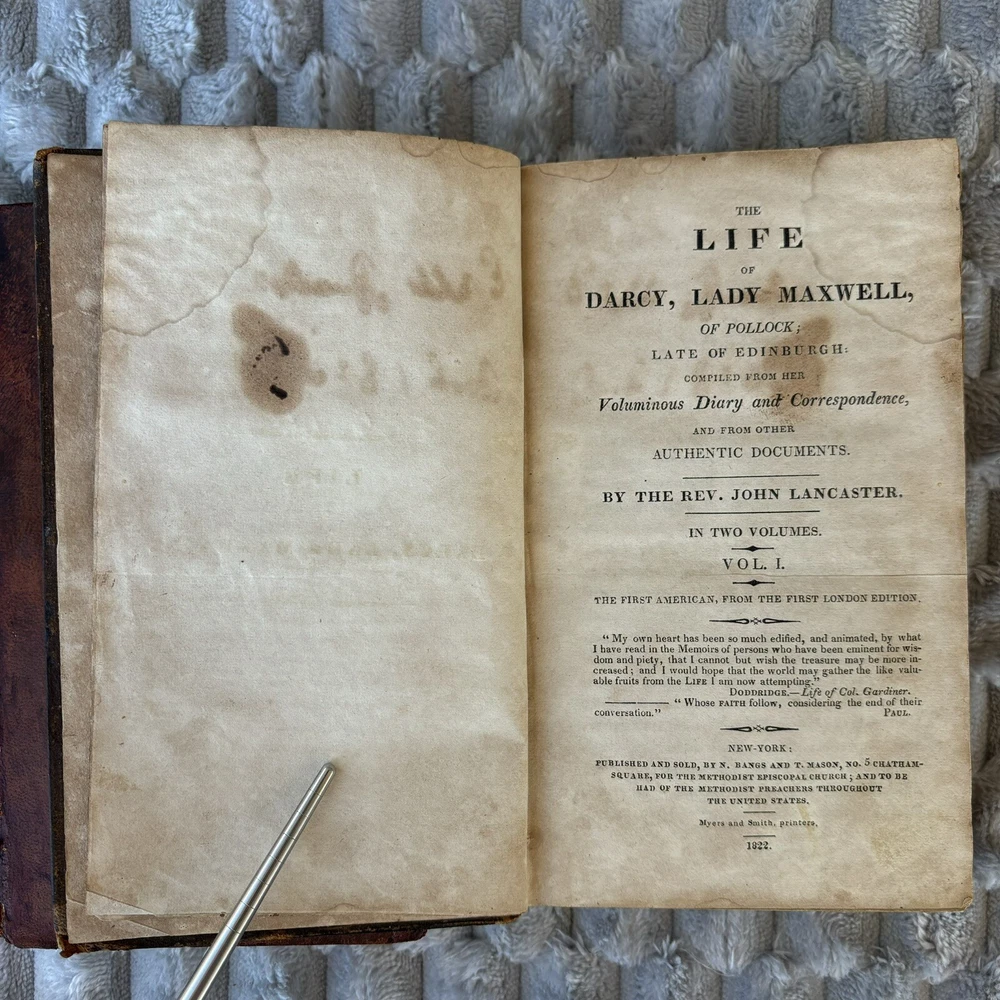 THE
LIFE
OF
DARCY, LADY MAXWELL,
OF POLLOCK;
LATE OF EDINBURGH:
COMPILED FROM HER
Voluminous Diary and Correspondence,
AND FROM OTHER
AUTHENTIC DOCUMENTS.
BY THE REV. JOHN LANCASTER.
IN TWO VOLUMES.
VOL. I.
THE FIRST AMERICAN, FROM THE FIRST LONDON EDITION.
“ My own heart has been so much edified, and animated, by what
I have read in the Memoirs of persons who have been eminent for wis-
dom and piety, that I cannot but wish the treasure may be more in-
creased; and I would hope that the world may gather the like valu-
able fruits from the LIFE I am now attempting.”
DODDRIDGE.—Life of Col. Gardiner.
“ Whose FAITH follow, considering the end of their
conversation.” PAUL.
NEW-YORK:
PUBLISHED AND SOLD, BY N. BANGS AND T. MASON, NO. 5 CHATHAM-
SQUARE, FOR THE METHODIST EPISCOPAL CHURCH; AND TO BE
HAD OF THE METHODIST PREACHERS THROUGHOUT
THE UNITED STATES.
Myers and Smith, printers.
1822.